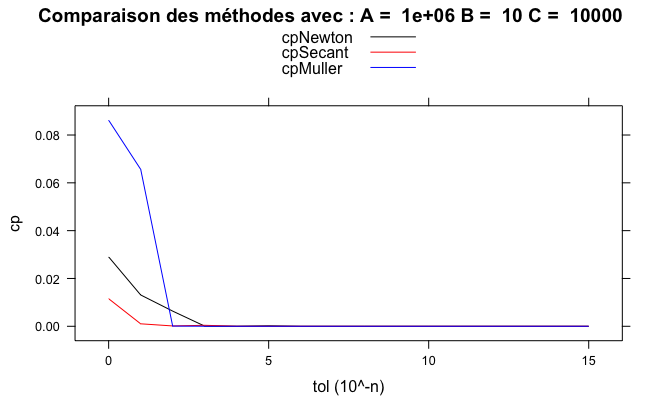 Comparaison des méthodes avec : A = 1e+06 B = 10 C = 10000
cpNewton
cpSecant
cpMuller
0.08
0.06
0.04
0.02
0.00
cp
0 5 10 15
tol (10^-n)